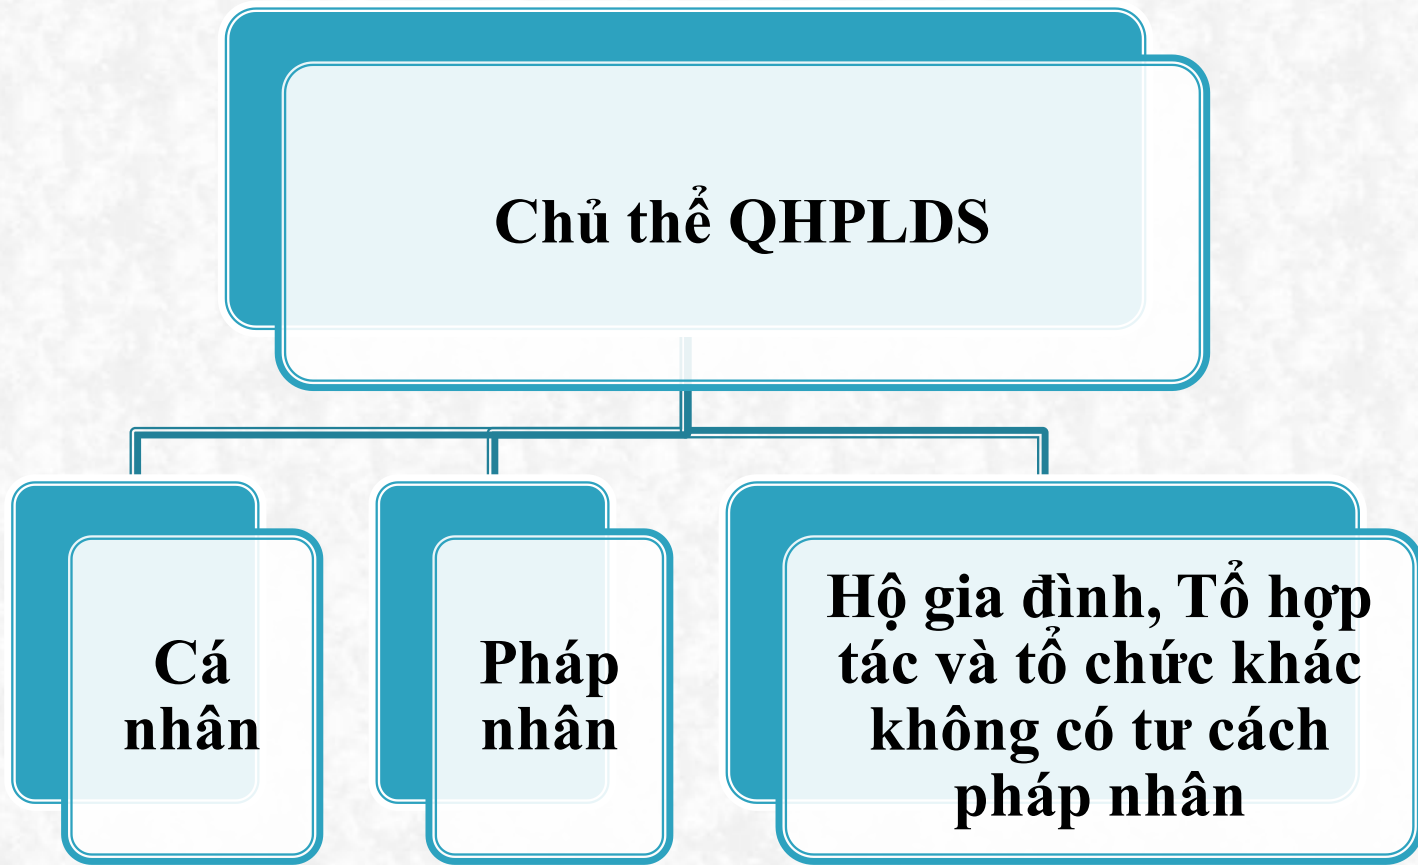 Chủ thể QHPLDS
Cá
nhân
Pháp
nhân
Hộ gia đình, Tổ hợp
tác và tổ chức khác
không có tư cách
pháp nhân